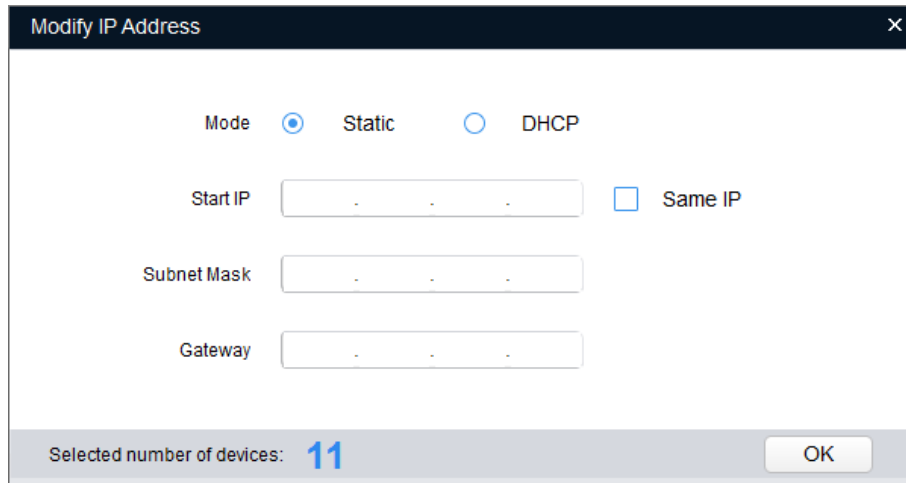 Modify IP Address ×
Mode Static DHCP
Start IP . . . Same IP
Subnet Mask . . .
Gateway . . .
Selected number of devices: 11 OK